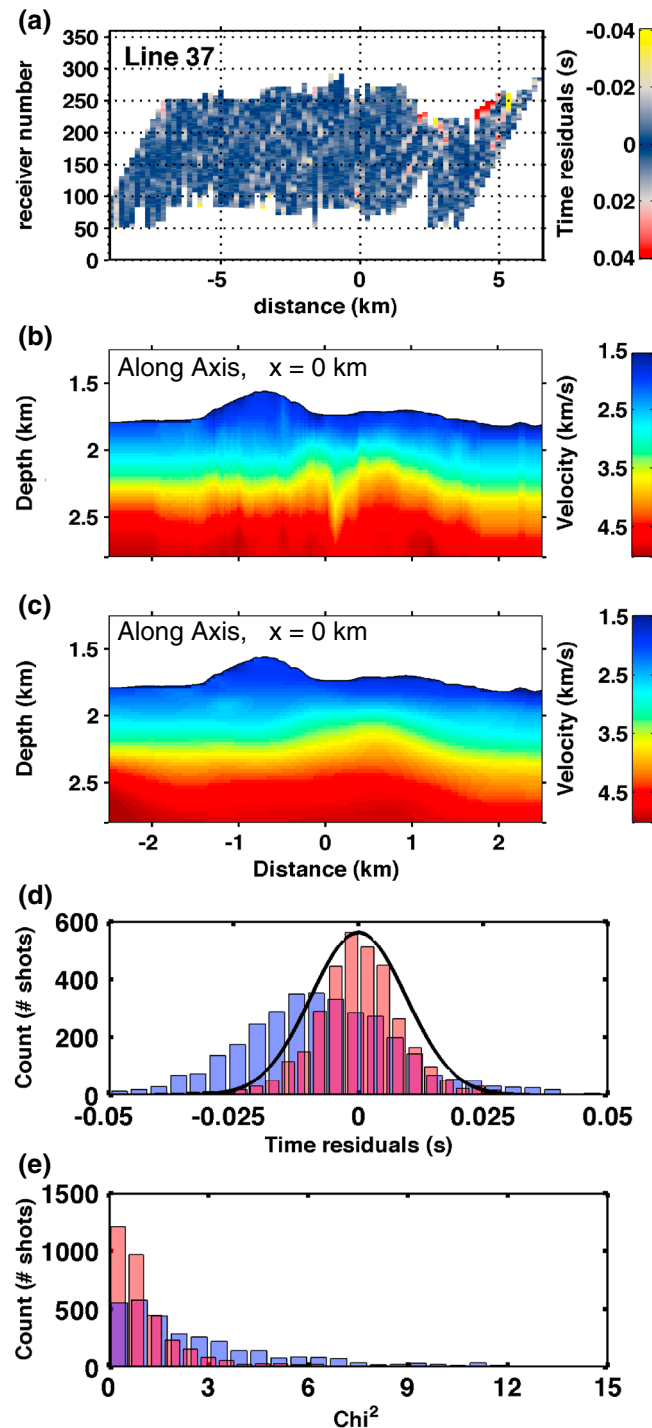 (a)
Line 37
350
300
250
200
150
100
50
0
receiver number
-5
0
5
distance (km)
-0.04
-0.02
0
0.02
0.04
Time residuals (s)
(b)
Along Axis, x = 0 km
1.5
2
2.5
Depth (km)
1.5
2.5
3.5
4.5
Velocity (km/s)
(c)
Along Axis, x = 0 km
1.5
2
2.5
Depth (km)
-2
-1
0
1
2
Distance (km)
1.5
2.5
3.5
4.5
Velocity (km/s)
(d)
600
400
200
0
Count (# shots)
-0.05
-0.025
0
0.025
0.05
Time residuals (s)
(e)
1500
1000
500
0
Count (# shots)
0
3
6
9
12
15
Chi²